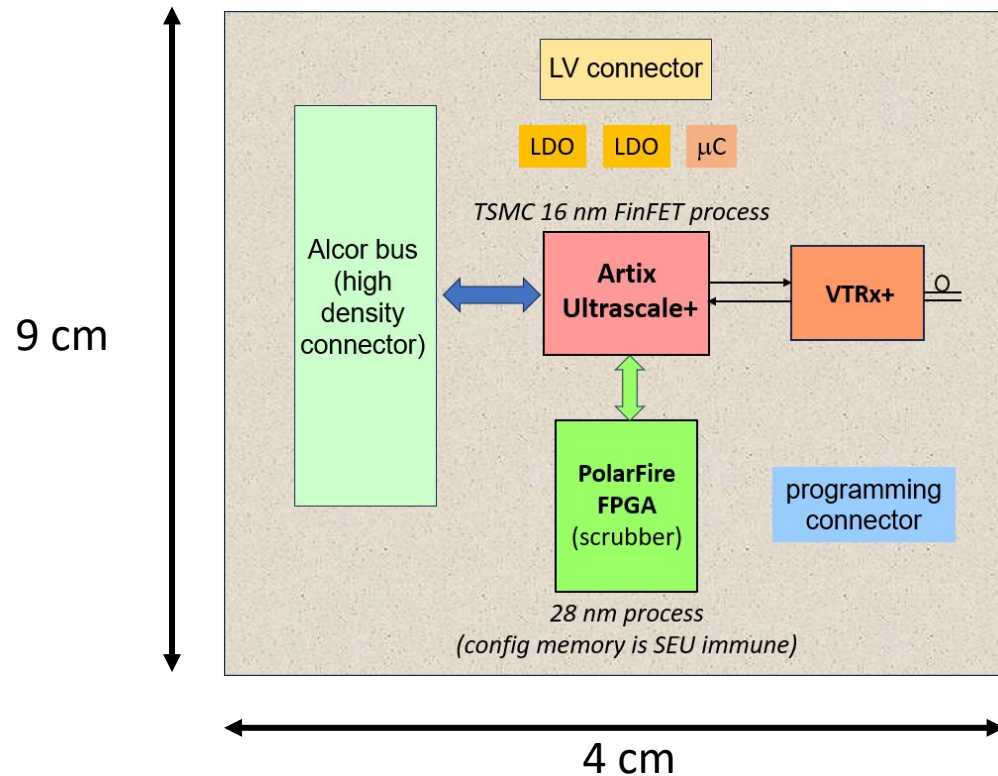 LV connector
LDO
LDO
μC
TSMC 16 nm FinFET process
Alcor bus
(high
density
connector)
Artix
Ultrascale+
VTRx+
9 cm
PolarFire
FPGA
(scrubber)
programming
connector
28 nm process
(config memory is SEU immune)
4 cm